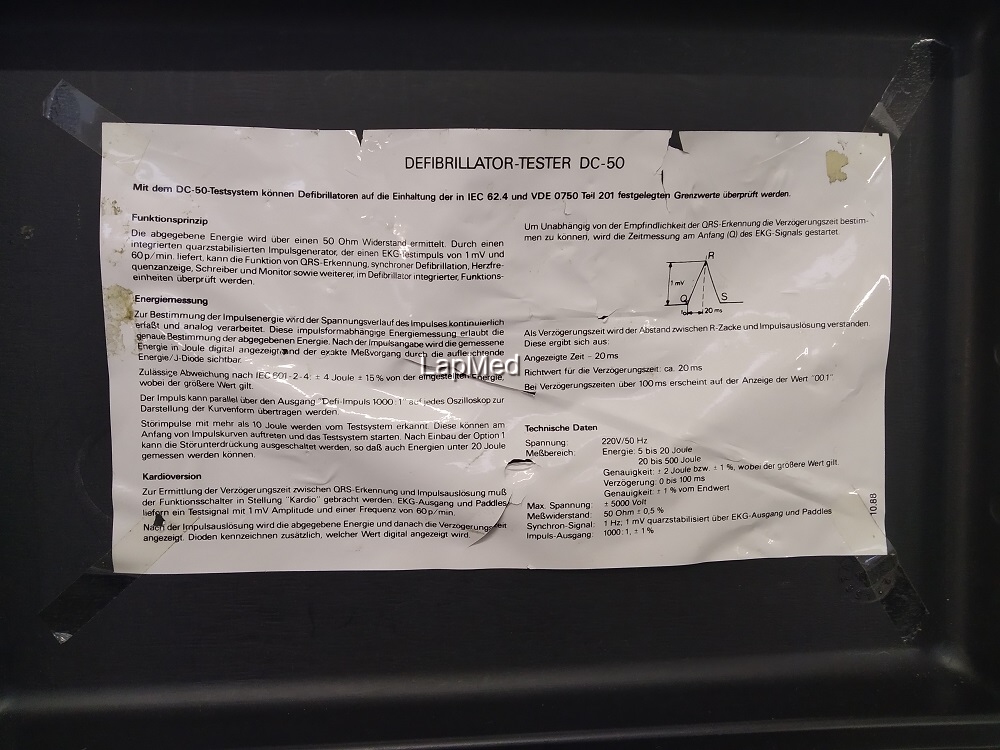 DEFIBRILLATOR-TESTER DC-50
Mit dem DC-50-Testsystem können Defibrillatoren auf die Einhaltung der in IEC 62.4 und VDE 0750 Teil 201 festgelegten Grenzwerte überprüft werden.
Funktionsprinzip
Die abgegebene Energie wird über einen 50 Ohm Widerstand ermittelt. Durch einen
integrierten quarzstabilisierten Impulsgenerator, der einen EKG-Testimpuls von 1 mV und
60 p/min. liefert, kann die Funktion von QRS-Erkennung, synchroner Defibrillation, Herzfre-
quenzanzeige, Schreiber und Monitor sowie weiterer, im Defibrillator integrierter, Funktions-
einheiten überprüft werden.
Energiemessung
Zur Bestimmung der Impulsenergie wird der Spannungsverlauf des Impulses kontinuierlich
erfaßt und analog verarbeitet. Diese impulsformabhängige Energiemessung erlaubt die
genaue Bestimmung der abgegebenen Energie. Nach der Impulsangabe wird die gemessene
Energie in Joule digital angezeigt und der exakte Meßvorgang durch die aufleuchtende
Energie/J-Diode sichtbar.
Zulässige Abweichung nach IEC 601-2-4: ± 4 Joule ± 15% von der eingestellten Energie,
wobei der größere Wert gilt.
Der Impuls kann parallel über den Ausgang "Defi-Impuls 1000:1" auf jedes Oszilloskop zur
Darstellung der Kurvenform übertragen werden.
Störimpulse mit mehr als 10 Joule werden vom Testsystem erkannt. Diese können am
Anfang von Impulskurven auftreten und das Testsystem starten. Nach Einbau der Option 1
kann die Störunterdrückung ausgeschaltet werden, so daß auch Energien unter 20 Joule
gemessen werden können.
Kardioversion
Zur Ermittlung der Verzögerungszeit zwischen QRS-Erkennung und Impulsauslösung muß
der Funktionsschalter in Stellung "Kardio" gebracht werden. EKG-Ausgang und Paddles
liefern ein Testsignal mit 1 mV Amplitude und einer Frequenz von 60 p/min.
Nach der Impulsauslösung wird die abgegebene Energie und danach die Verzögerungszeit
angezeigt. Dioden kennzeichnen zusätzlich, welcher Wert digital angezeigt wird.
Um Unabhängig von der Empfindlichkeit der QRS-Erkennung die Verzögerungszeit bestim-
men zu können, wird die Zeitmessung am Anfang (Q) des EKG-Signals gestartet.
R
1 mV
Q
S
20 ms
Als Verzögerungszeit wird der Abstand zwischen R-Zacke und Impulsauslösung verstanden.
Diese ergibt sich aus:
Angezeigte Zeit – 20 ms
Richtwert für die Verzögerungszeit: ca. 20 ms
Bei Verzögerungszeiten über 100 ms erscheint auf der Anzeige der Wert "00.1"
Technische Daten
Spannung: 220V/50 Hz
Meßbereich: Energie: 5 bis 20 Joule
20 bis 500 Joule
Genauigkeit: ± 2 Joule bzw. ± 1 %, wobei der größere Wert gilt.
Verzögerung: 0 bis 100 ms
Genauigkeit: ± 1 % vom Endwert
Max. Spannung: ± 5000 Volt
Meßwiderstand: 50 Ohm ± 0,5 %
Synchron-Signal: 1 Hz; 1 mV quarzstabilisiert über EKG-Ausgang und Paddles
Impuls-Ausgang: 1000:1, ± 1 %
10.88
LapMed